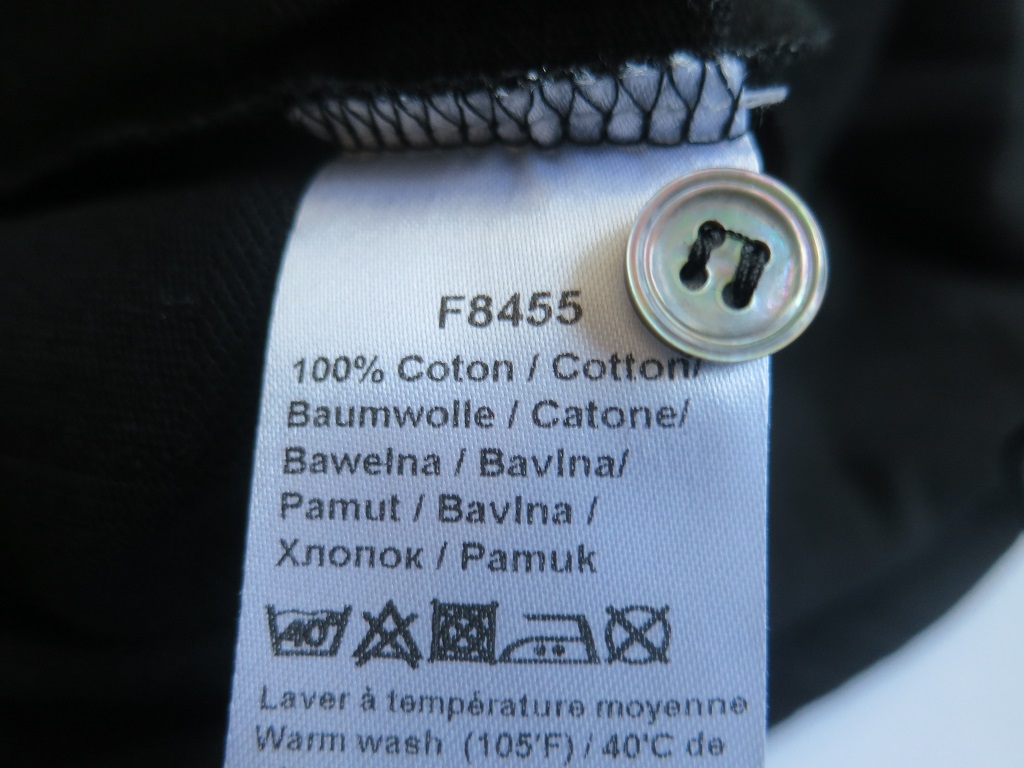 F8455
100% Coton / Cotton/
Baumwolle / Catone/
Bawełna / Bavlna/
Pamut / Bavlna /
Хлопок / Pamuk
40°
Laver à température moyenne
Warm wash (105'F) / 40'C de